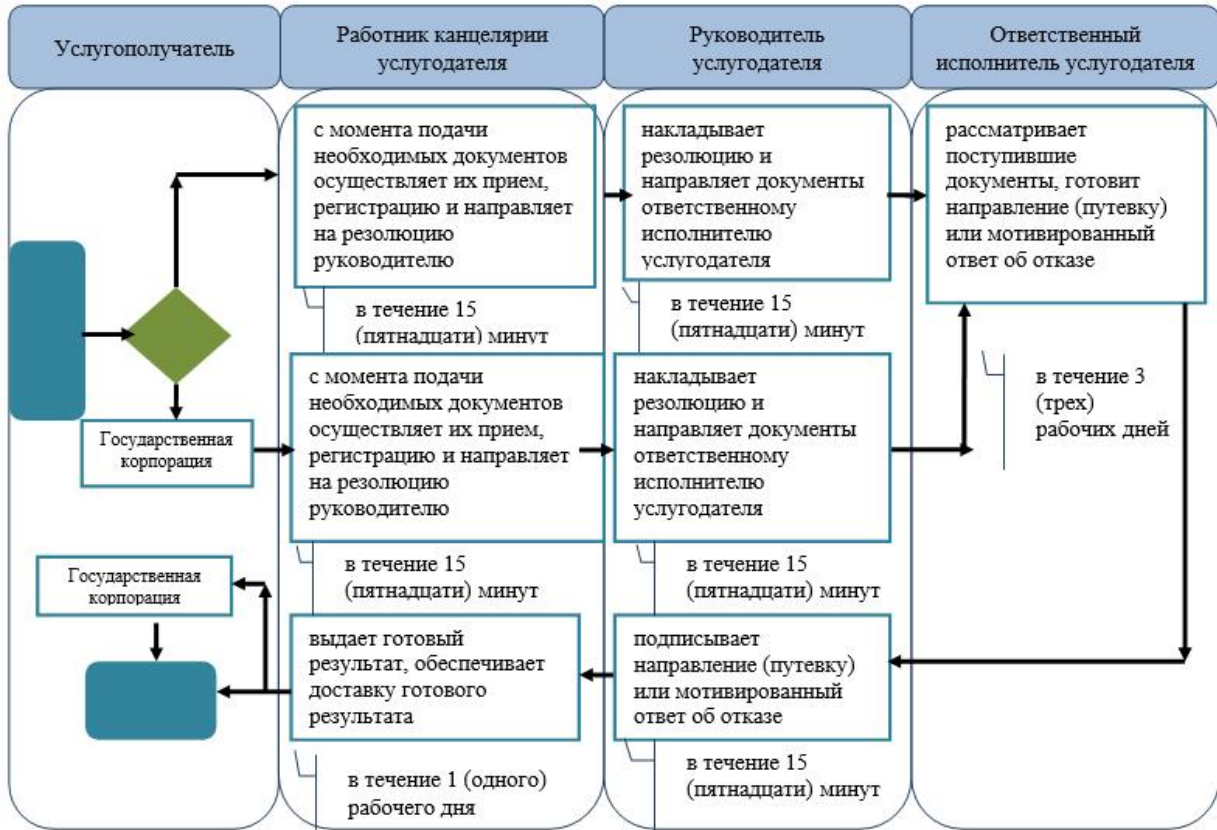 Услугополучатель
Работник канцелярии
услугодателя
Руководитель
услугодателя
Ответственный
исполнитель услугодателя
с момента подачи
необходимых документов
осуществляет их прием,
регистрацию и направляет
на резолюцию
руководителю
накладывает
резолюцию и
направляет документы
ответственному
исполнителю
услугодателя
рассматривает
поступившие
документы, готовит
направление (путевку)
или мотивированный
ответ об отказе
в течение 15
(пятнадцати) минут
в течение 15
(пятнадцати) минут
в течение 3
(трех)
рабочих дней
Государственная
корпорация
с момента подачи
необходимых документов
осуществляет их прием,
регистрацию и направляет
на резолюцию
руководителю
накладывает
резолюцию и
направляет документы
ответственному
исполнителю
услугодателя
в течение 15
(пятнадцати) минут
в течение 15
(пятнадцати) минут
Государственная
корпорация
выдает готовый
результат, обеспечивает
доставку готового
результата
подписывает
направление (путевку)
или мотивированный
ответ об отказе
в течение 1 (одного)
рабочего дня
в течение 15
(пятнадцати) минут